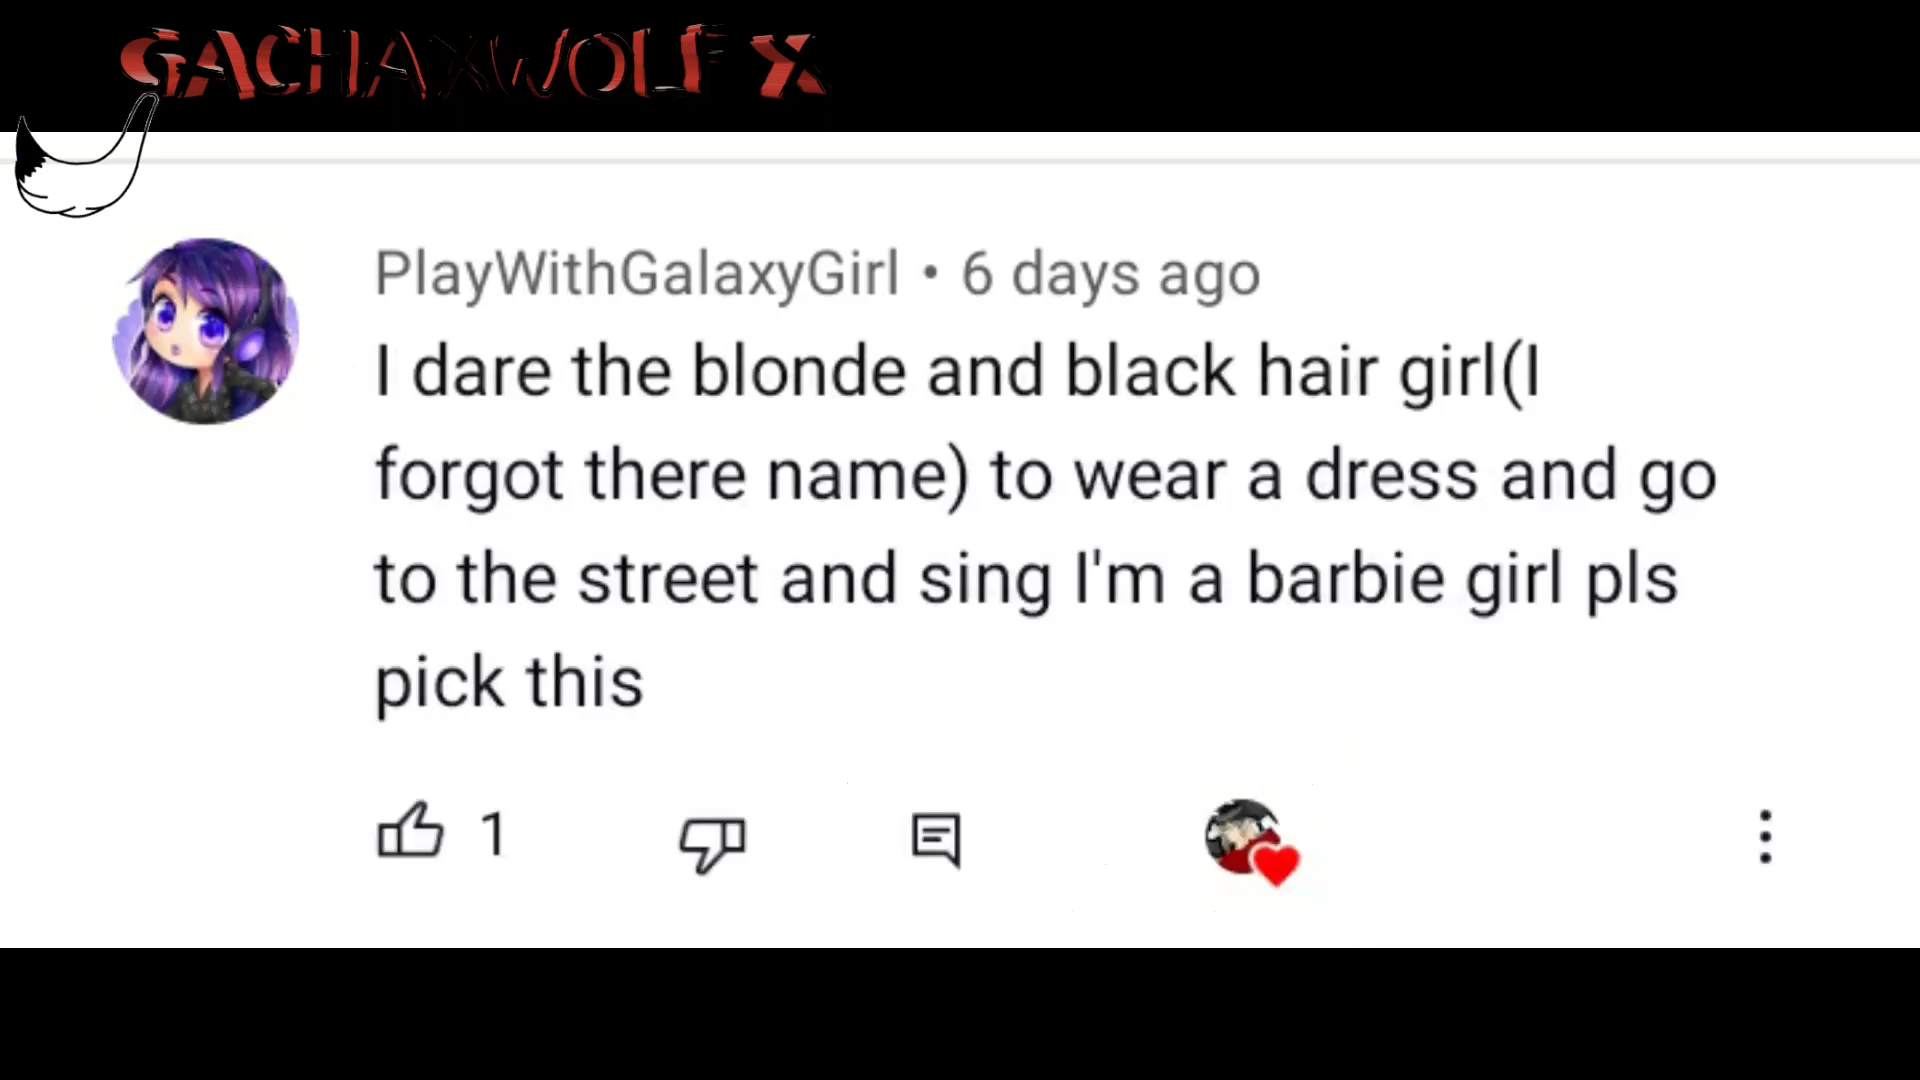 GACHAXWOLF X
PlayWithGalaxyGirl • 6 days ago
I dare the blonde and black hair girl(I
forgot there name) to wear a dress and go
to the street and sing I'm a barbie girl pls
pick this
1